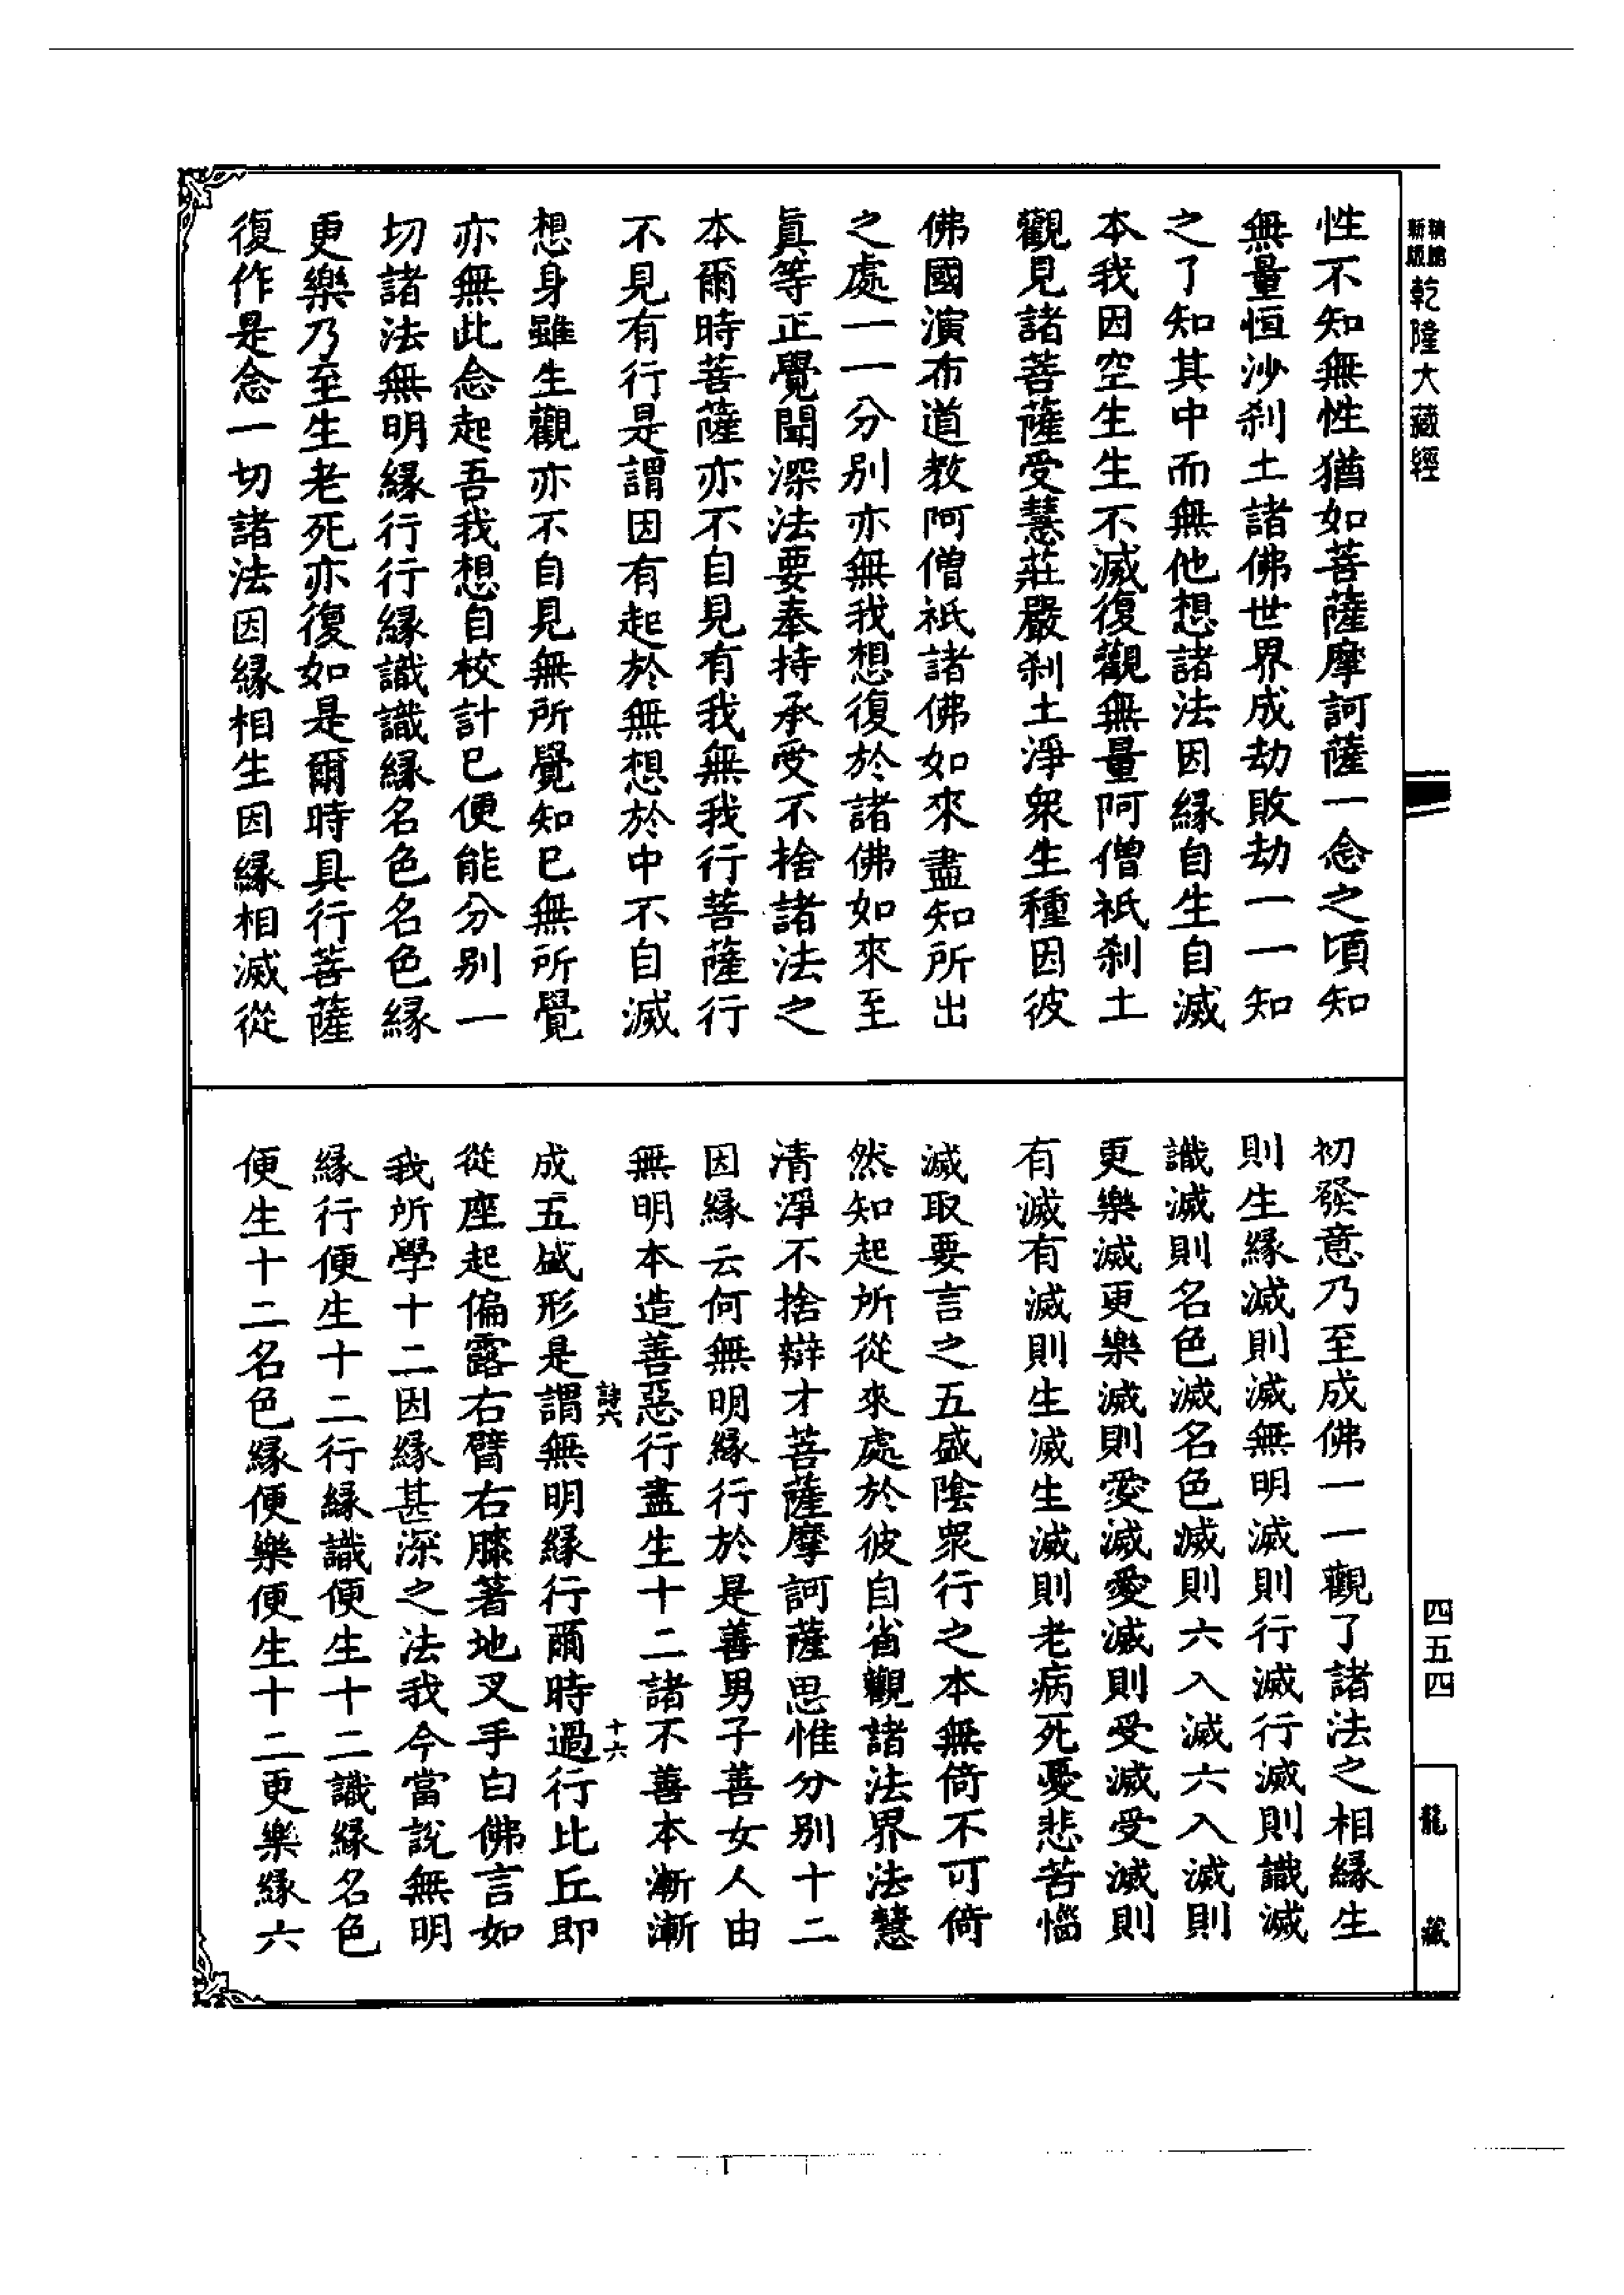 性不知無性猶如菩薩摩訶薩一念之頃知
無量恒沙刹土諸佛世界成劫敗劫一一知
之了知其中而無他想諸法因緣自生自滅
本我因空生生不滅復觀無量阿僧祇刹土
觀見諸菩薩受慧莊嚴刹土淨衆生種因彼
佛國演布道教阿僧祇諸佛如來盡知所出
之處一一分別亦無我想復於諸佛如來至
眞等正覺聞深法要奉持承受不捨諸法之
本爾時菩薩亦不自見有我無我行菩薩行
不見有行是謂因有起於無想於中不自滅
想身雖生觀亦不自見無所覺知已無所覺
亦無此念起吾我想自校計已便能分別一
切諸法無明緣行行緣識識緣名色名色緣
更樂乃至生老死亦復如是爾時具行菩薩
復作是念一切諸法因緣相生因緣相滅從
初發意乃至成佛一一觀了諸法之相緣生
則生緣滅則滅無明滅則行滅行滅則識滅
識滅則名色滅名色滅則六入滅六入滅則
更樂滅更樂滅則愛滅愛滅則受滅受滅則
有滅有滅則生滅生滅則老病死憂悲苦惱
滅取要言之五盛陰衆行之本無倚不可倚
然知起所從來處於彼自省觀諸法界法慧
清淨不捨辯才菩薩摩訶薩思惟分別十二
因緣云何無明緣行於是善男子善女人由
無明本造善惡行盡生十二諸不善本漸漸
詩六
十六
成五盛形是謂無明緣行爾時過行比丘即
從座起偏露右臂右膝著地叉手白佛言如
我所學十二因緣甚深之法我今當說無明
緣行便生十二行緣識便生十二識緣名色
便生十二名色緣便樂便生十二更樂緣六
新版
乾隆大藏經
四五四
龍藏